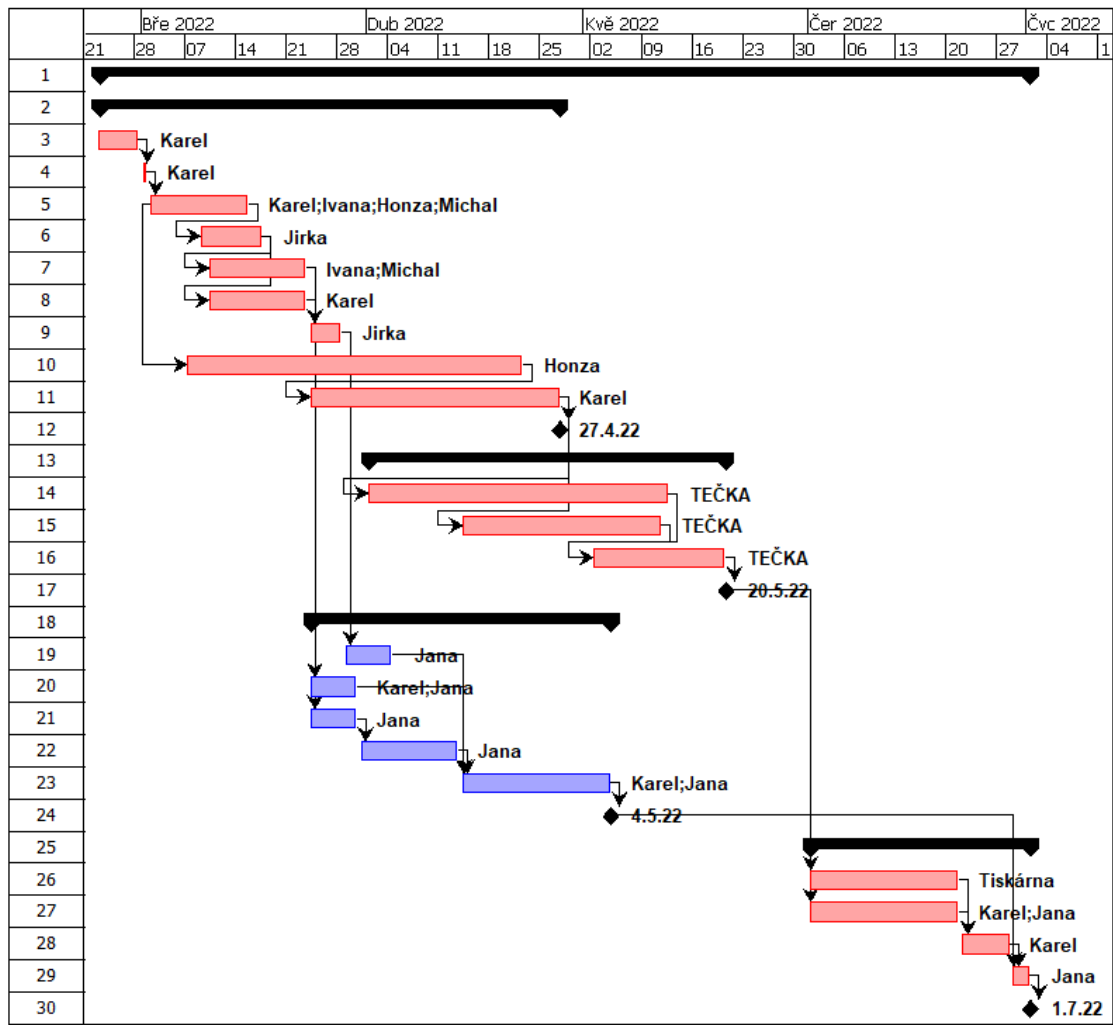 Bře 2022 Dub 2022 Kvě 2022 Čer 2022 Čvc 2022
21 28 07 14 21 28 04 11 18 25 02 09 16 23 30 06 13 20 27 04 1
1
2
3 Karel
4 Karel
5 Karel;Ivana;Honza;Michal
6 Jirka
7 Ivana;Michal
8 Karel
9 Jirka
10 Honza
11 Karel
12 27.4.22
13
14 TEČKA
15 TEČKA
16 TEČKA
17 20.5.22
18
19 Jana
20 Karel;Jana
21 Jana
22 Jana
23 Karel;Jana
24 4.5.22
25
26 Tiskárna
27 Karel;Jana
28 Karel
29 Jana
30 1.7.22